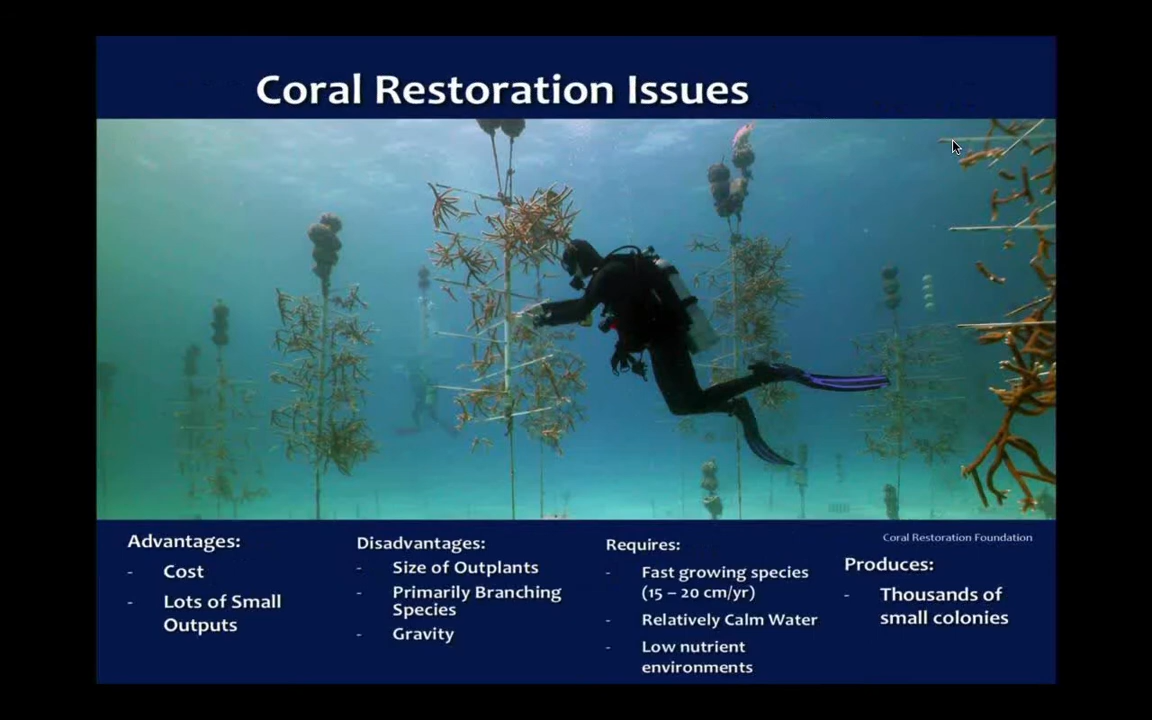 Coral Restoration Issues
Coral Restoration Foundation
Advantages:
- Cost
- Lots of Small
Outputs
Disadvantages:
- Size of Outplants
- Primarily Branching
Species
- Gravity
Requires:
- Fast growing species
(15 – 20 cm/yr)
- Relatively Calm Water
- Low nutrient
environments
Produces:
- Thousands of
small colonies